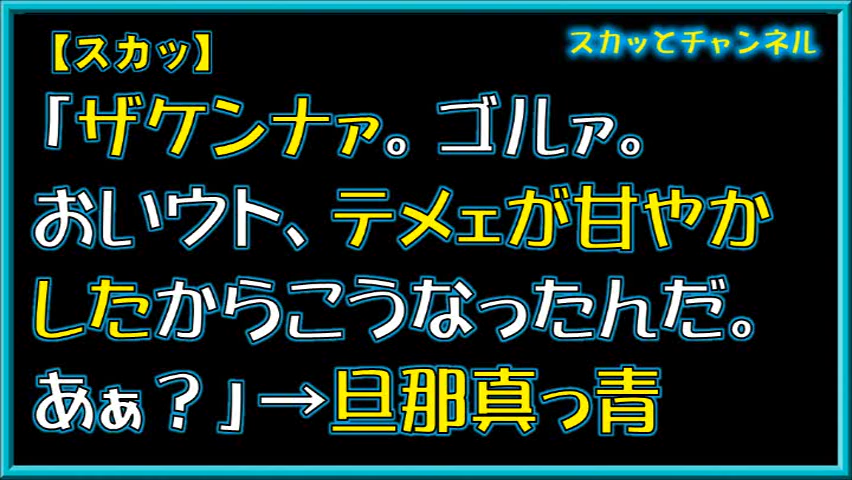 【スカッ】
スカッとチャンネル
「ザケンナァ。ゴルァ。
おいウト、テメェが甘やか
したからこうなったんだ。
あぁ？」→旦那真っ青